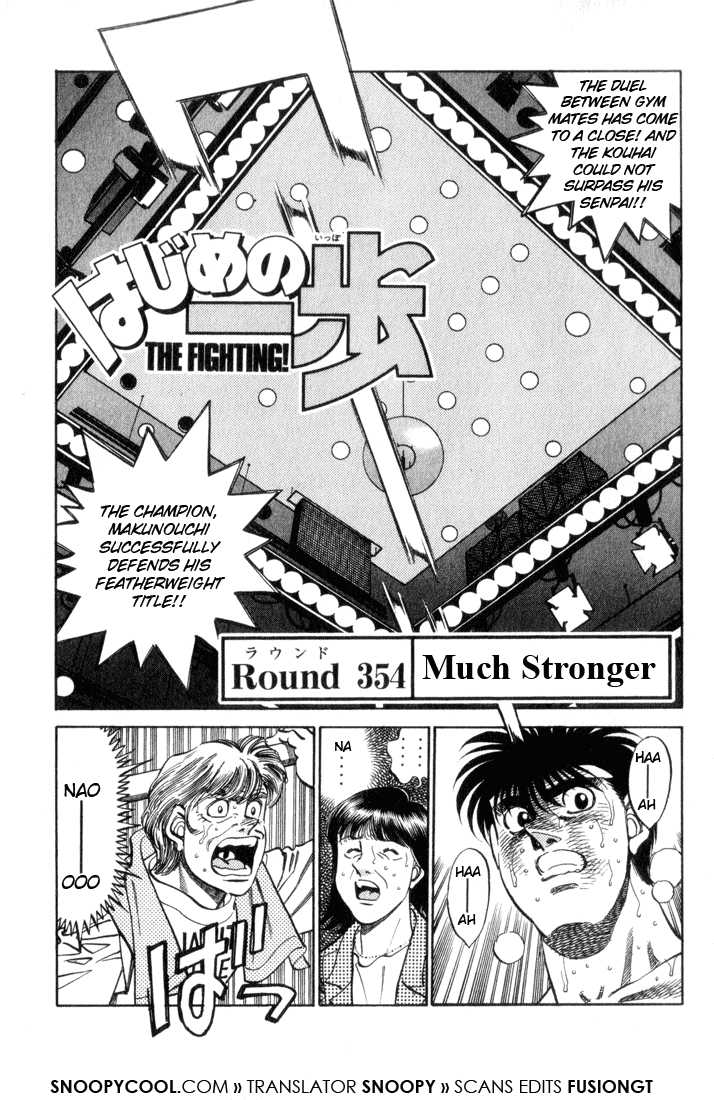 THE DUEL
BETWEEN GYM
MATES HAS COME
TO A CLOSE! AND
THE KOUHAI
COULD NOT
SURPASS HIS
SENPAI!!
いっぽ
はじめの一歩
THE FIGHTING!
THE CHAMPION,
MAKUNOUCHI
SUCCESSFULLY
DEFENDS HIS
FEATHERWEIGHT
TITLE!!
ラウンド
Round 354
Much Stronger
HAA
AH
HAA
AH
NA
......
......
NAO
OOO
ばっ
SNOOPYCOOL.COM » TRANSLATOR SNOOPY » SCANS EDITS FUSIONGT